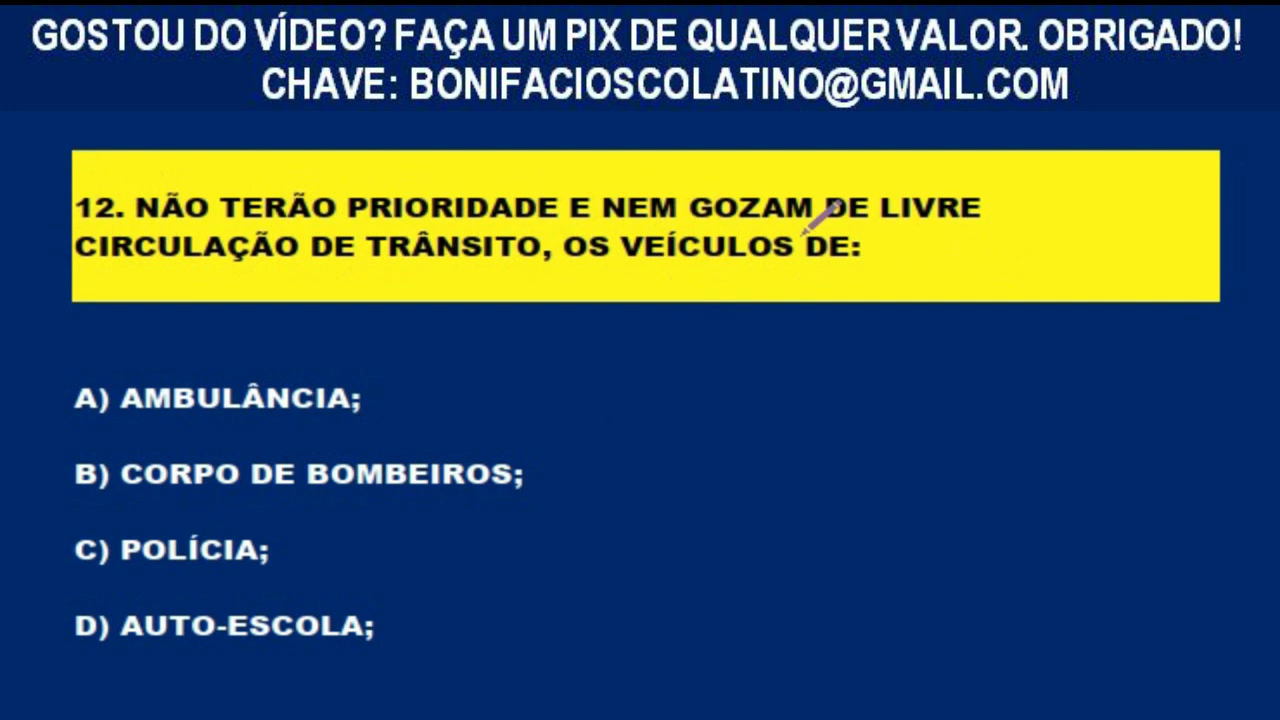 GOSTOU DO VÍDEO? FAÇA UM PIX DE QUALQUER VALOR. OBRIGADO!
CHAVE: BONIFACIOSCOLATINO@GMAIL.COM
12. NÃO TERÃO PRIORIDADE E NEM GOZAM DE LIVRE
CIRCULAÇÃO DE TRÂNSITO, OS VEÍCULOS DE:
A) AMBULÂNCIA;
B) CORPO DE BOMBEIROS;
C) POLÍCIA;
D) AUTO-ESCOLA;